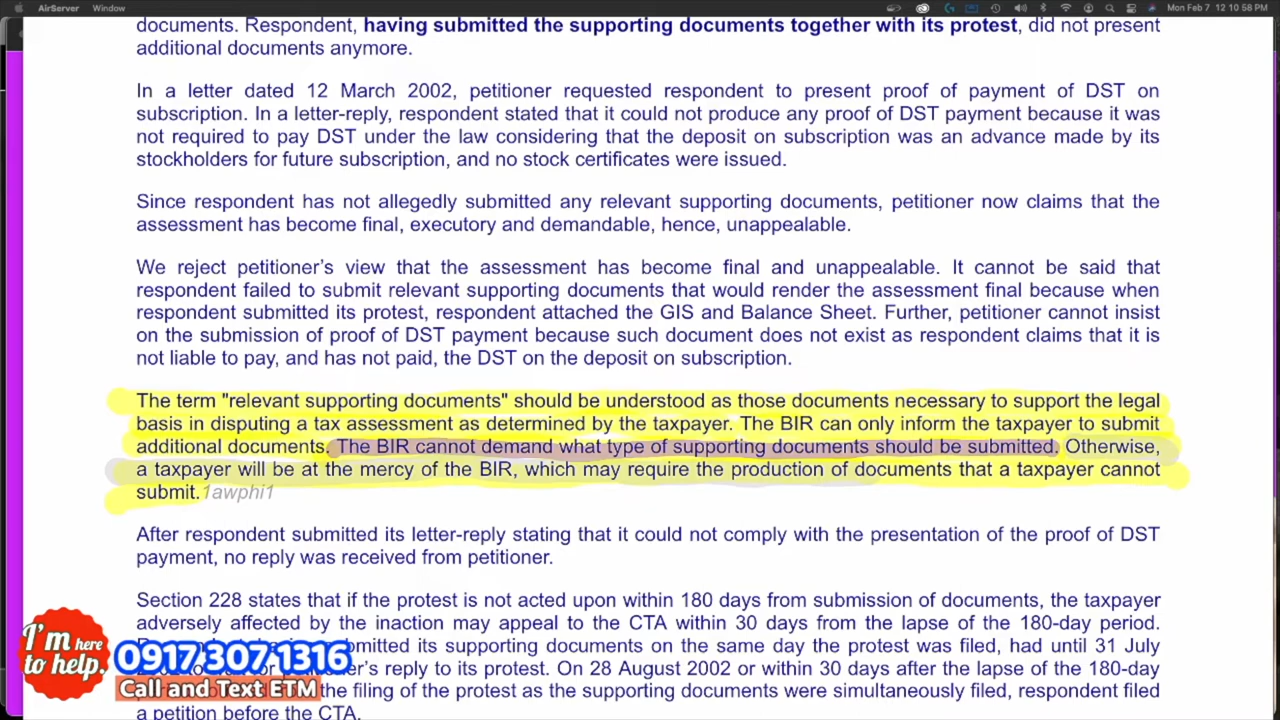 AirServer Window Mon Feb 7 12 10:58 PM
documents. Respondent, having submitted the supporting documents together with its protest, did not present
additional documents anymore.
In a letter dated 12 March 2002, petitioner requested respondent to present proof of payment of DST on
subscription. In a letter-reply, respondent stated that it could not produce any proof of DST payment because it was
not required to pay DST under the law considering that the deposit on subscription was an advance made by its
stockholders for future subscription, and no stock certificates were issued.
Since respondent has not allegedly submitted any relevant supporting documents, petitioner now claims that the
assessment has become final, executory and demandable, hence, unappealable.
We reject petitioner's view that the assessment has become final and unappealable. It cannot be said that
respondent failed to submit relevant supporting documents that would render the assessment final because when
respondent submitted its protest, respondent attached the GIS and Balance Sheet. Further, petitioner cannot insist
on the submission of proof of DST payment because such document does not exist as respondent claims that it is
not liable to pay, and has not paid, the DST on the deposit on subscription.
The term "relevant supporting documents" should be understood as those documents necessary to support the legal
basis in disputing a tax assessment as determined by the taxpayer. The BIR can only inform the taxpayer to submit
additional documents. The BIR cannot demand what type of supporting documents should be submitted. Otherwise,
a taxpayer will be at the mercy of the BIR, which may require the production of documents that a taxpayer cannot
submit.1awphi1
After respondent submitted its letter-reply stating that it could not comply with the presentation of the proof of DST
payment, no reply was received from petitioner.
Section 228 states that if the protest is not acted upon within 180 days from submission of documents, the taxpayer
adversely affected by the inaction may appeal to the CTA within 30 days from the lapse of the 180-day period.
submitted its supporting documents on the same day the protest was filed, had until 31 July
reply to its protest. On 28 August 2002 or within 30 days after the lapse of the 180-day
the filing of the protest as the supporting documents were simultaneously filed, respondent filed
a petition before the CTA.
I'm here
to help.
0917 307 1316
Call and Text ETM